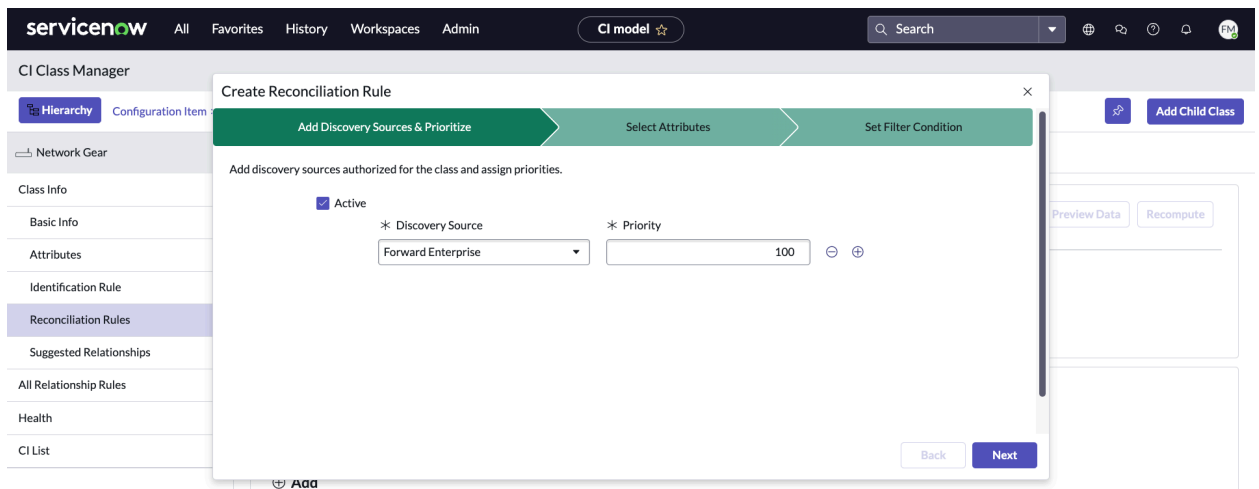 servicenow All Favorites History Workspaces Admin CI model Search FM
CI Class Manager
Hierarchy Configuration Item Add Child Class
Network Gear
Class Info
Basic Info
Attributes
Identification Rule
Reconciliation Rules
Suggested Relationships
All Relationship Rules
Health
CI List
Create Reconciliation Rule
Add Discovery Sources & Prioritize Select Attributes Set Filter Condition
Add discovery sources authorized for the class and assign priorities.
Active
* Discovery Source * Priority
Forward Enterprise 100
Back Next
Preview Data Recompute
Add